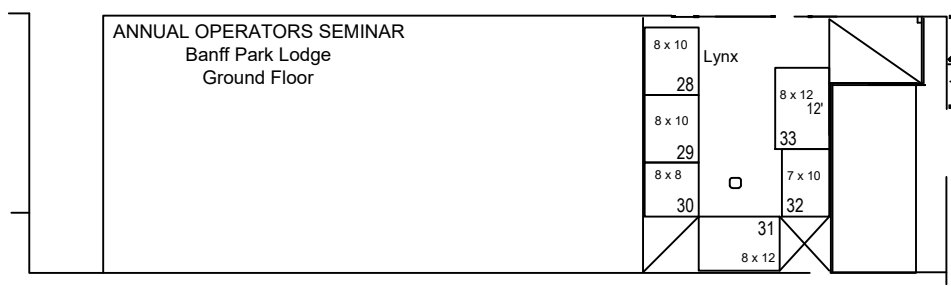 ANNUAL OPERATORS SEMINAR
Banff Park Lodge
Ground Floor
8 x 10
28
Lynx
8 x 10
29
8 x 8
30
31
8 x 12
8 x 12
12'
33
7 x 10
32